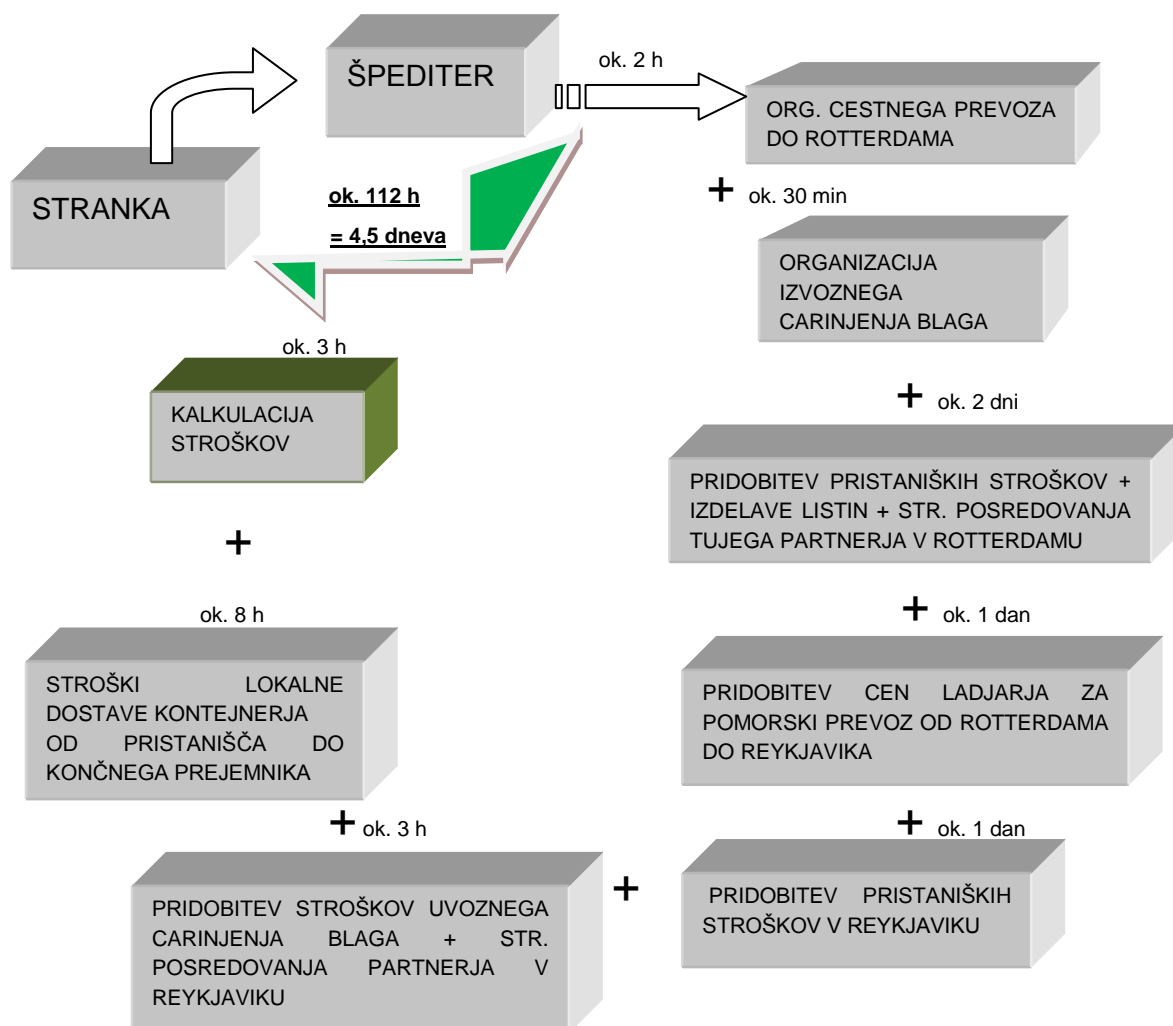 ŠPEDITER
ok. 2 h
ORG. CESTNEGA PREVOZA
DO ROTTERDAMA
STRANKA
ok. 112 h
= 4,5 dneva
+ ok. 30 min
ORGANIZACIJA
IZVOZNEGA
CARINJENJA BLAGA
ok. 3 h
KALKULACIJA
STROŠKOV
+ ok. 2 dni
PRIDOBITEV PRISTANIŠKIH STROŠKOV +
IZDELAVE LISTIN + STR. POSREDOVANJA
TUJEGA PARTNERJA V ROTTERDAMU
+
ok. 8 h
+ ok. 1 dan
STROŠKI LOKALNE
DOSTAVE KONTEJNERJA
OD PRISTANIŠČA DO
KONČNEGA PREJEMNIKA
PRIDOBITEV CEN LADJARJA ZA
POMORSKI PREVOZ OD ROTTERDAMA
DO REYKJAVIKA
+ ok. 3 h
+ ok. 1 dan
PRIDOBITEV STROŠKOV UVOZNEGA
CARINJENJA BLAGA + STR.
POSREDOVANJA PARTNERJA V
REYKJAVIKU
+
PRIDOBITEV PRISTANIŠKIH
STROŠKOV V REYKJAVIKU